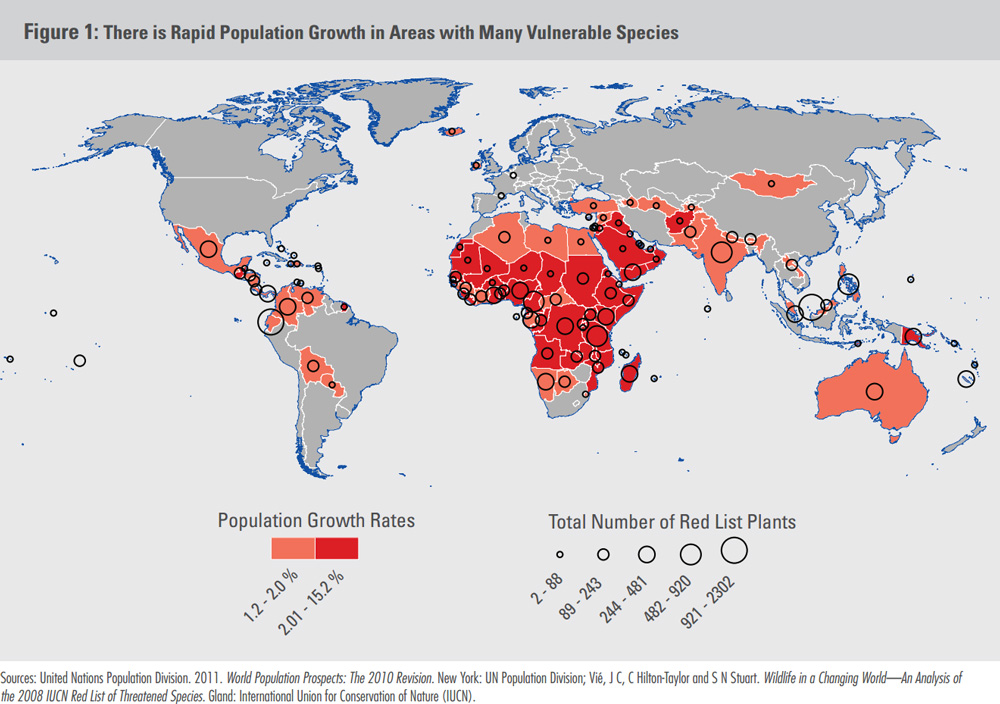 Figure 1: There is Rapid Population Growth in Areas with Many Vulnerable Species
Population Growth Rates
1.2 - 2.0 %
2.01 - 15.2 %
Total Number of Red List Plants
2 - 88
89 - 243
244 - 481
482 - 920
921 - 2302
Sources: United Nations Population Division. 2011. World Population Prospects: The 2010 Revision. New York: UN Population Division; Vié, J C, C Hilton-Taylor and S N Stuart. Wildlife in a Changing World—An Analysis of
the 2008 IUCN Red List of Threatened Species. Gland: International Union for Conservation of Nature (IUCN).